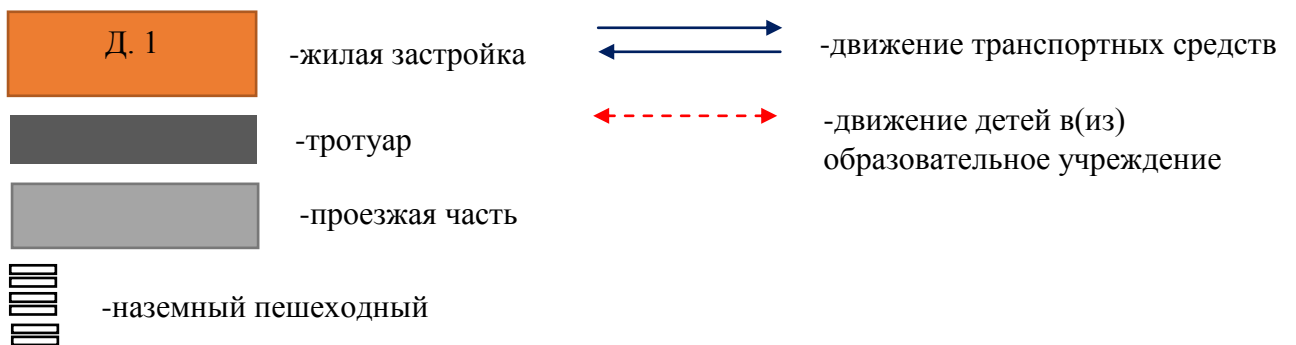 Д. 1
-жилая застройка
-тротуар
-проезжая часть
-наземный пешеходный
-движение транспортных средств
-движение детей в(из)
образовательное учреждение